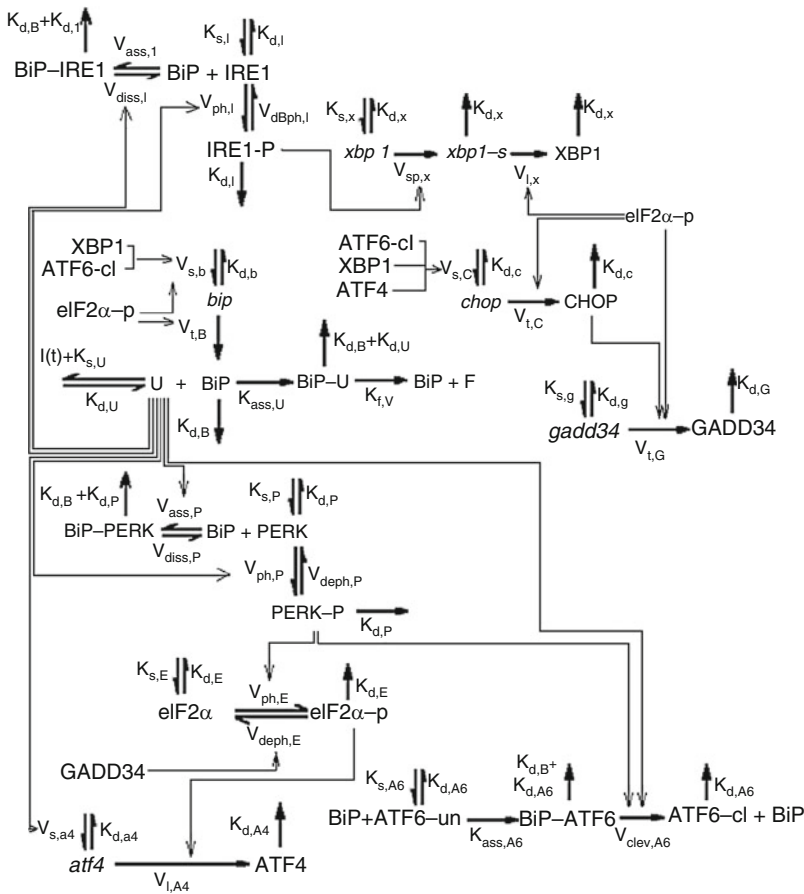 K_d,B+K_d,1
V_ass,1
K_s,I K_d,I
BiP–IRE1 BiP + IRE1
V_diss,I
V_ph,I V_dBph,I
K_s,x K_d,x K_d,x K_d,x
IRE1-P xbp 1 xbp1–s XBP1
V_sp,x V_I,x
K_d,I
eIF2α–p
XBP1
ATF6-cl
V_s,b K_d,b
ATF6-cl
XBP1
ATF4
V_s,C K_d,c K_d,c
bip
chop CHOP
V_t,C
eIF2α–p
V_t,B
K_d,B+K_d,U
I(t)+K_s,U
U + BiP BiP–U BiP + F
K_d,U K_ass,U K_f,V
K_d,B
K_s,g K_d,g K_d,G
gadd34 GADD34
V_t,G
K_d,B +K_d,P V_ass,P K_s,P K_d,P
BiP–PERK BiP + PERK
V_diss,P
V_ph,P V_deph,P
PERK–P
K_d,P
K_s,E K_d,E V_ph,E K_d,E
eIF2α eIF2α–p
V_deph,E
GADD34
K_s,A6 K_d,A6 K_d,B+
K_d,A6
K_d,A6
BiP+ATF6–un BiP–ATF6 ATF6–cl + BiP
K_ass,A6 V_clev,A6
V_s,a4 K_d,a4 K_d,A4
atf4 ATF4
V_I,A4